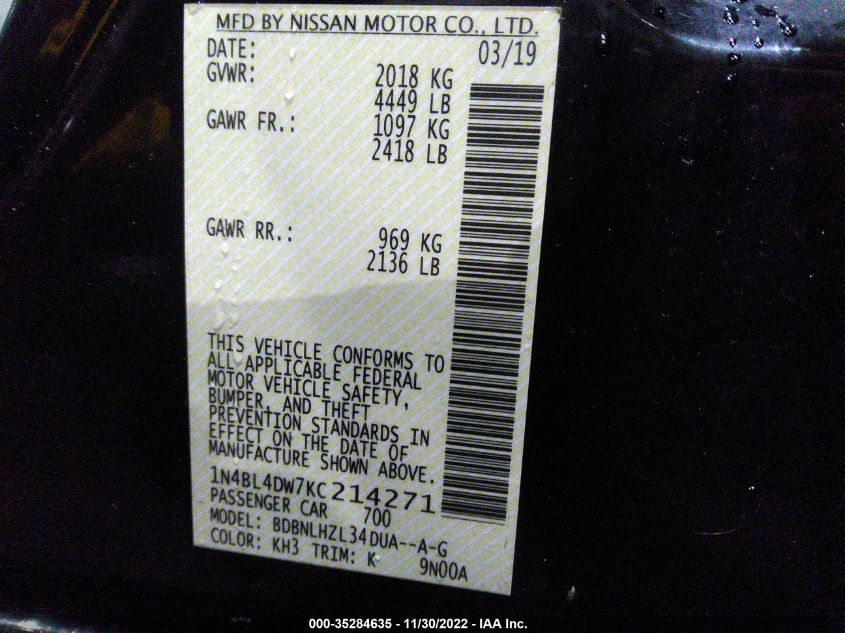 MFD BY NISSAN MOTOR CO., LTD.
DATE: 03/19
GVWR: 2018 KG
4449 LB
GAWR FR.: 1097 KG
2418 LB
GAWR RR.: 969 KG
2136 LB
THIS VEHICLE CONFORMS TO
ALL APPLICABLE FEDERAL
MOTOR VEHICLE SAFETY,
BUMPER, AND THEFT
PREVENTION STANDARDS IN
EFFECT ON THE DATE OF
MANUFACTURE SHOWN ABOVE.
1N4BL4DW7KC214271
PASSENGER CAR 700
MODEL: BDBNLHZL34DUA--A-G
COLOR: KH3 TRIM: K 9N00A
000-35284635 - 11/30/2022 - IAA Inc.